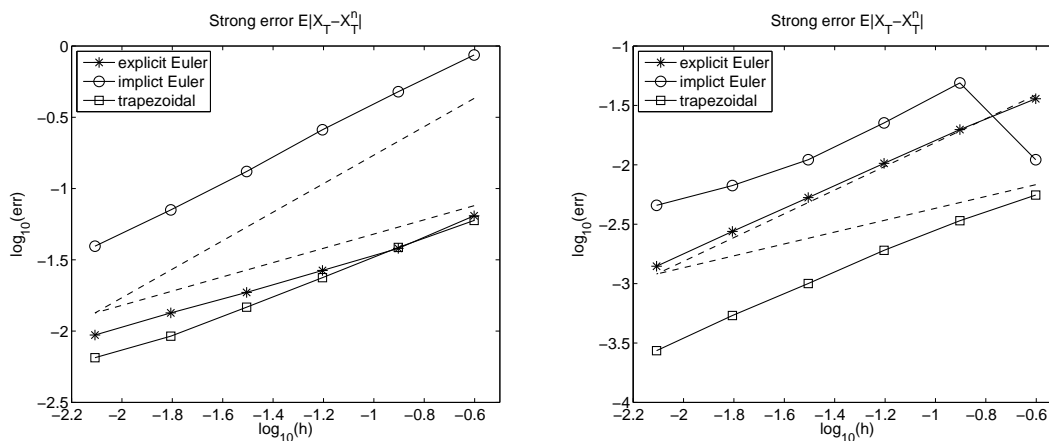 Strong error E|X_T−X_T^n|
explicit Euler
implict Euler
trapezoidal
0
−0.5
−1
−1.5
−2
−2.5
log10(err)
−2.2
−2
−1.8
−1.6
−1.4
−1.2
−1
−0.8
−0.6
log10(h)
Strong error E|X_T−X_T^n|
explicit Euler
implict Euler
trapezoidal
−1
−1.5
−2
−2.5
−3
−3.5
−4
log10(err)
−2.2
−2
−1.8
−1.6
−1.4
−1.2
−1
−0.8
−0.6
log10(h)